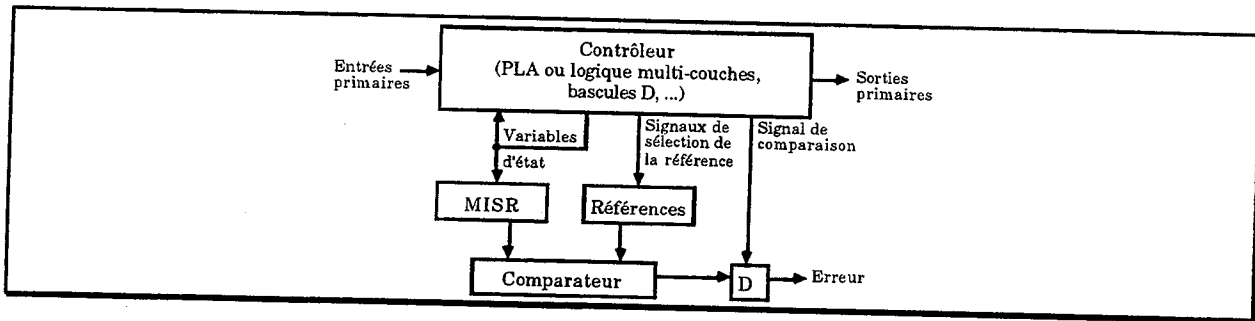 Contrôleur
(PLA ou logique multi-couches,
bascules D, ...)
Entrées
primaires
Sorties
primaires
Variables
d'état
Signaux de
sélection de
la référence
Signal de
comparaison
MISR
Références
Comparateur
D
Erreur